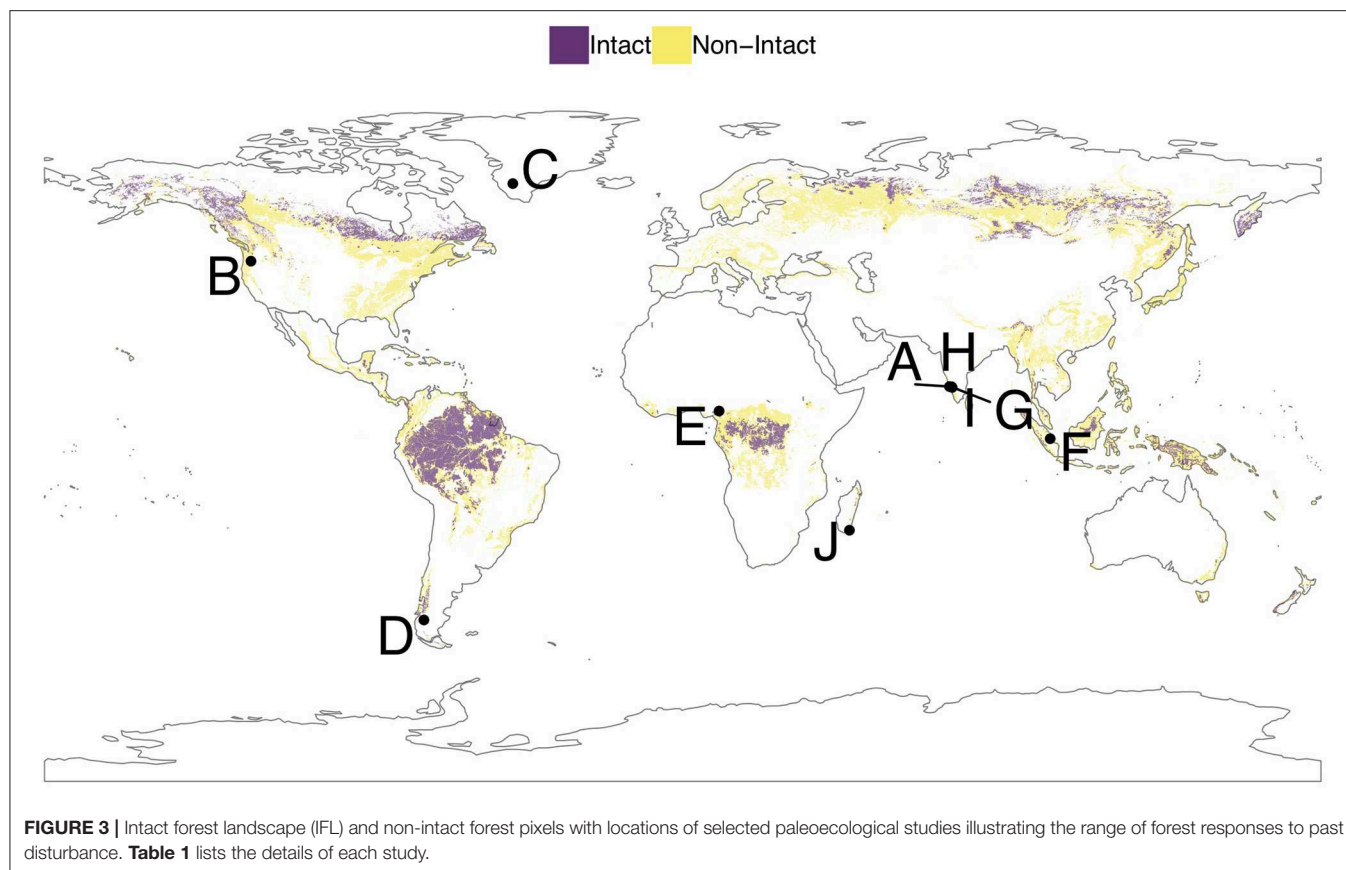 Intact Non-Intact
C
B
A H
G
I
E
F
J
D
FIGURE 3 | Intact forest landscape (IFL) and non-intact forest pixels with locations of selected paleoecological studies illustrating the range of forest responses to past
disturbance. Table 1 lists the details of each study.